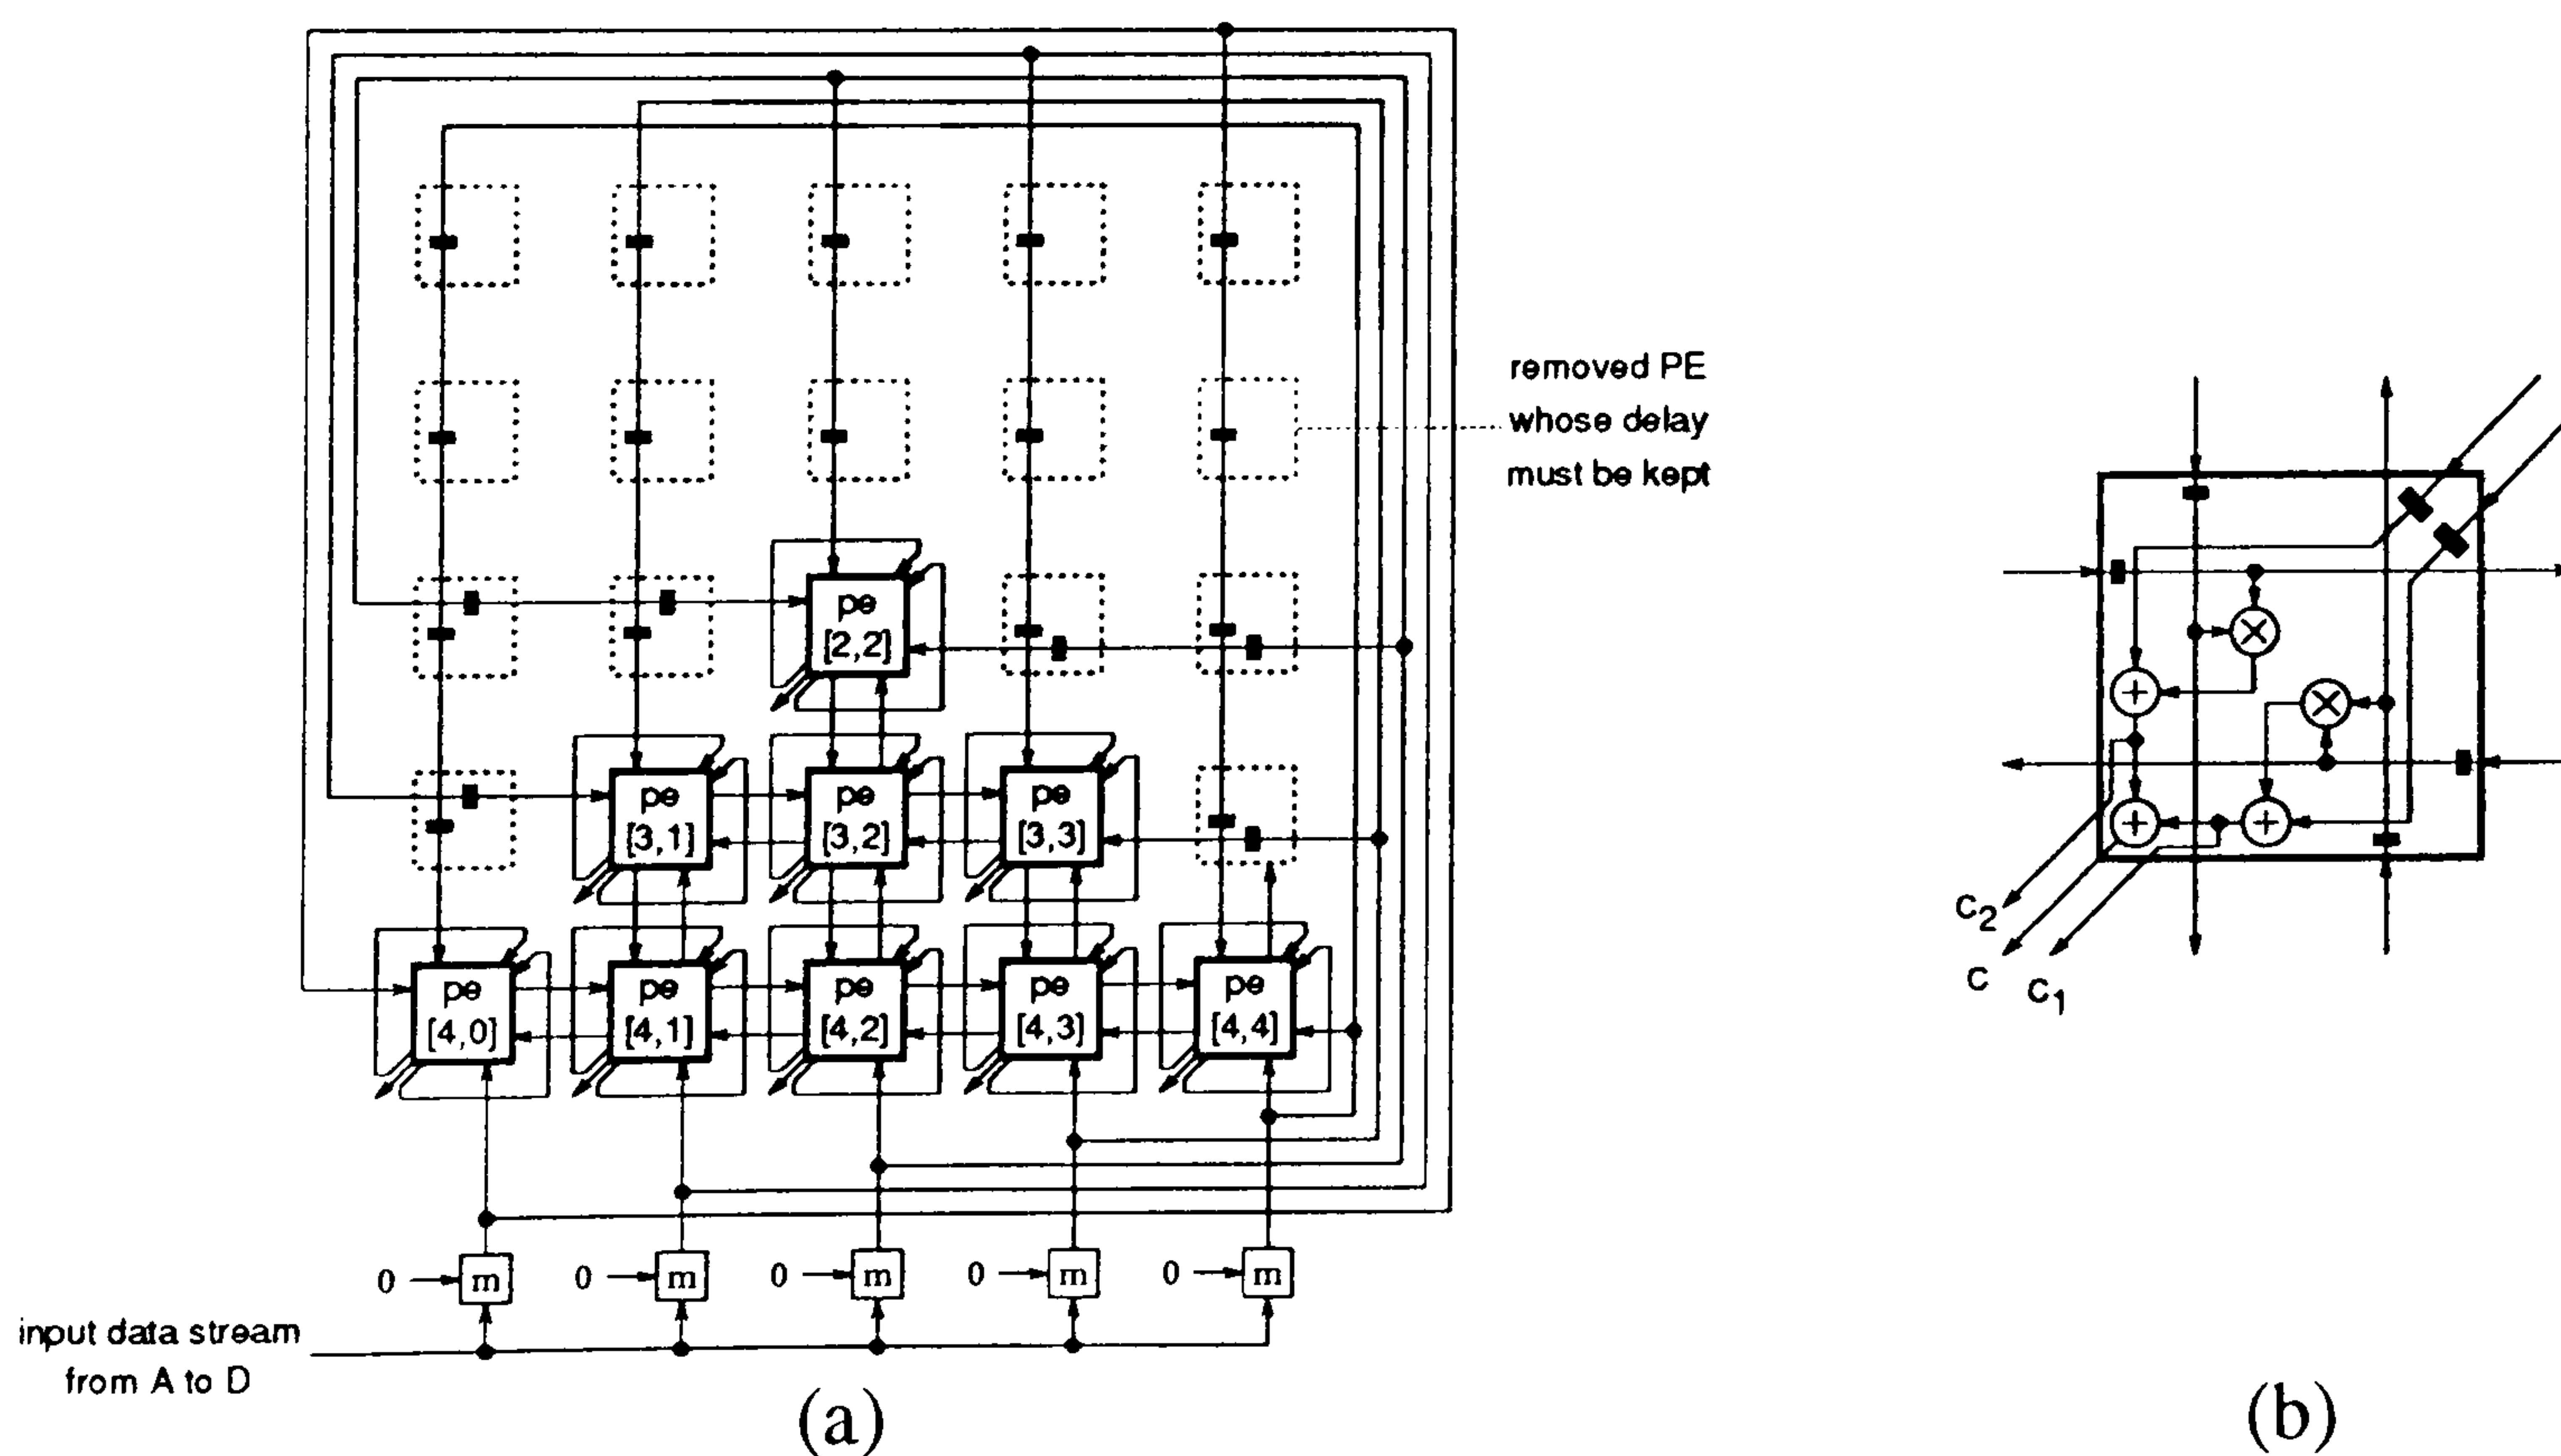 removed PE
whose delay
must be kept
pe
[2,2]
pe
[3,1]
pe
[3,2]
pe
[3,3]
pe
[4,0]
pe
[4,1]
pe
[4,2]
pe
[4,3]
pe
[4,4]
0
m
0
m
0
m
0
m
0
m
input data stream
from A to D
(a)
c2
c
c1
(b)